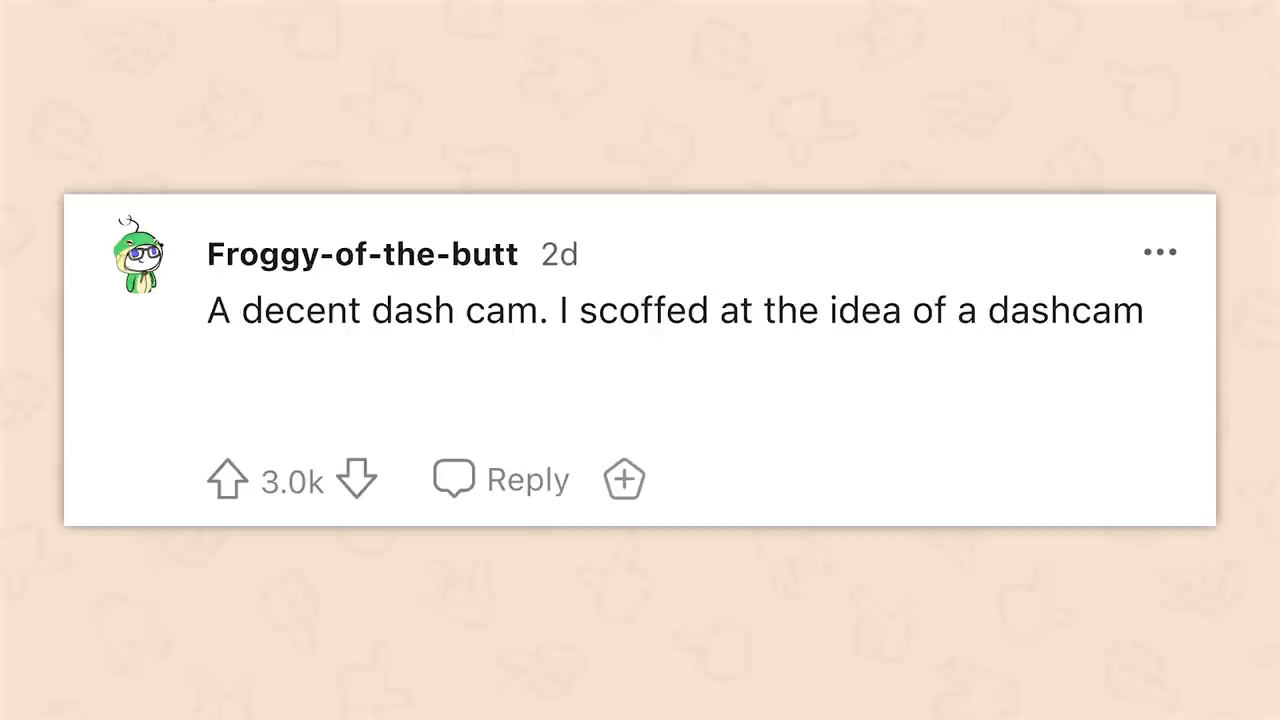 Froggy-of-the-butt 2d
A decent dash cam. I scoffed at the idea of a dashcam
3.0k Reply